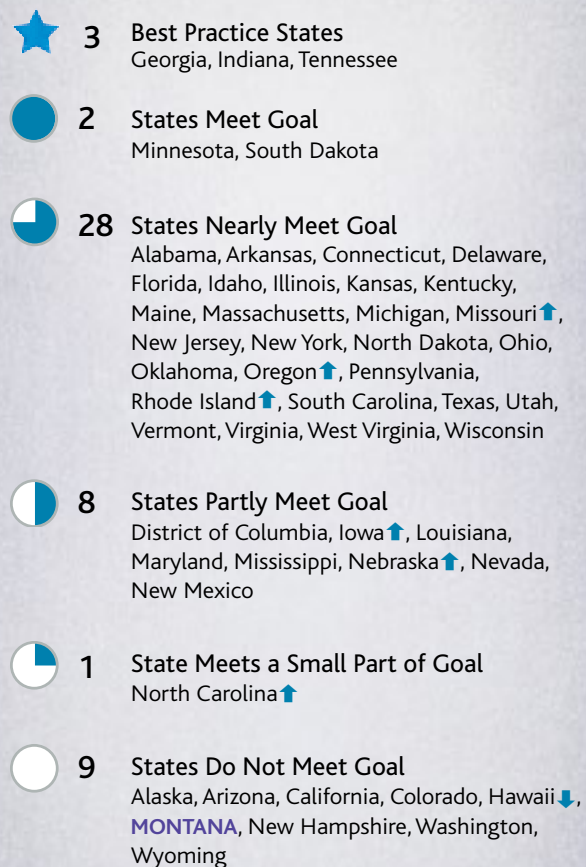 3 Best Practice States
Georgia, Indiana, Tennessee
2 States Meet Goal
Minnesota, South Dakota
28 States Nearly Meet Goal
Alabama, Arkansas, Connecticut, Delaware,
Florida, Idaho, Illinois, Kansas, Kentucky,
Maine, Massachusetts, Michigan, Missouri⬆,
New Jersey, New York, North Dakota, Ohio,
Oklahoma, Oregon⬆, Pennsylvania,
Rhode Island⬆, South Carolina, Texas, Utah,
Vermont, Virginia, West Virginia, Wisconsin
8 States Partly Meet Goal
District of Columbia, Iowa⬆, Louisiana,
Maryland, Mississippi, Nebraska⬆, Nevada,
New Mexico
1 State Meets a Small Part of Goal
North Carolina⬆
9 States Do Not Meet Goal
Alaska, Arizona, California, Colorado, Hawaii⬇,
MONTANA, New Hampshire, Washington,
Wyoming